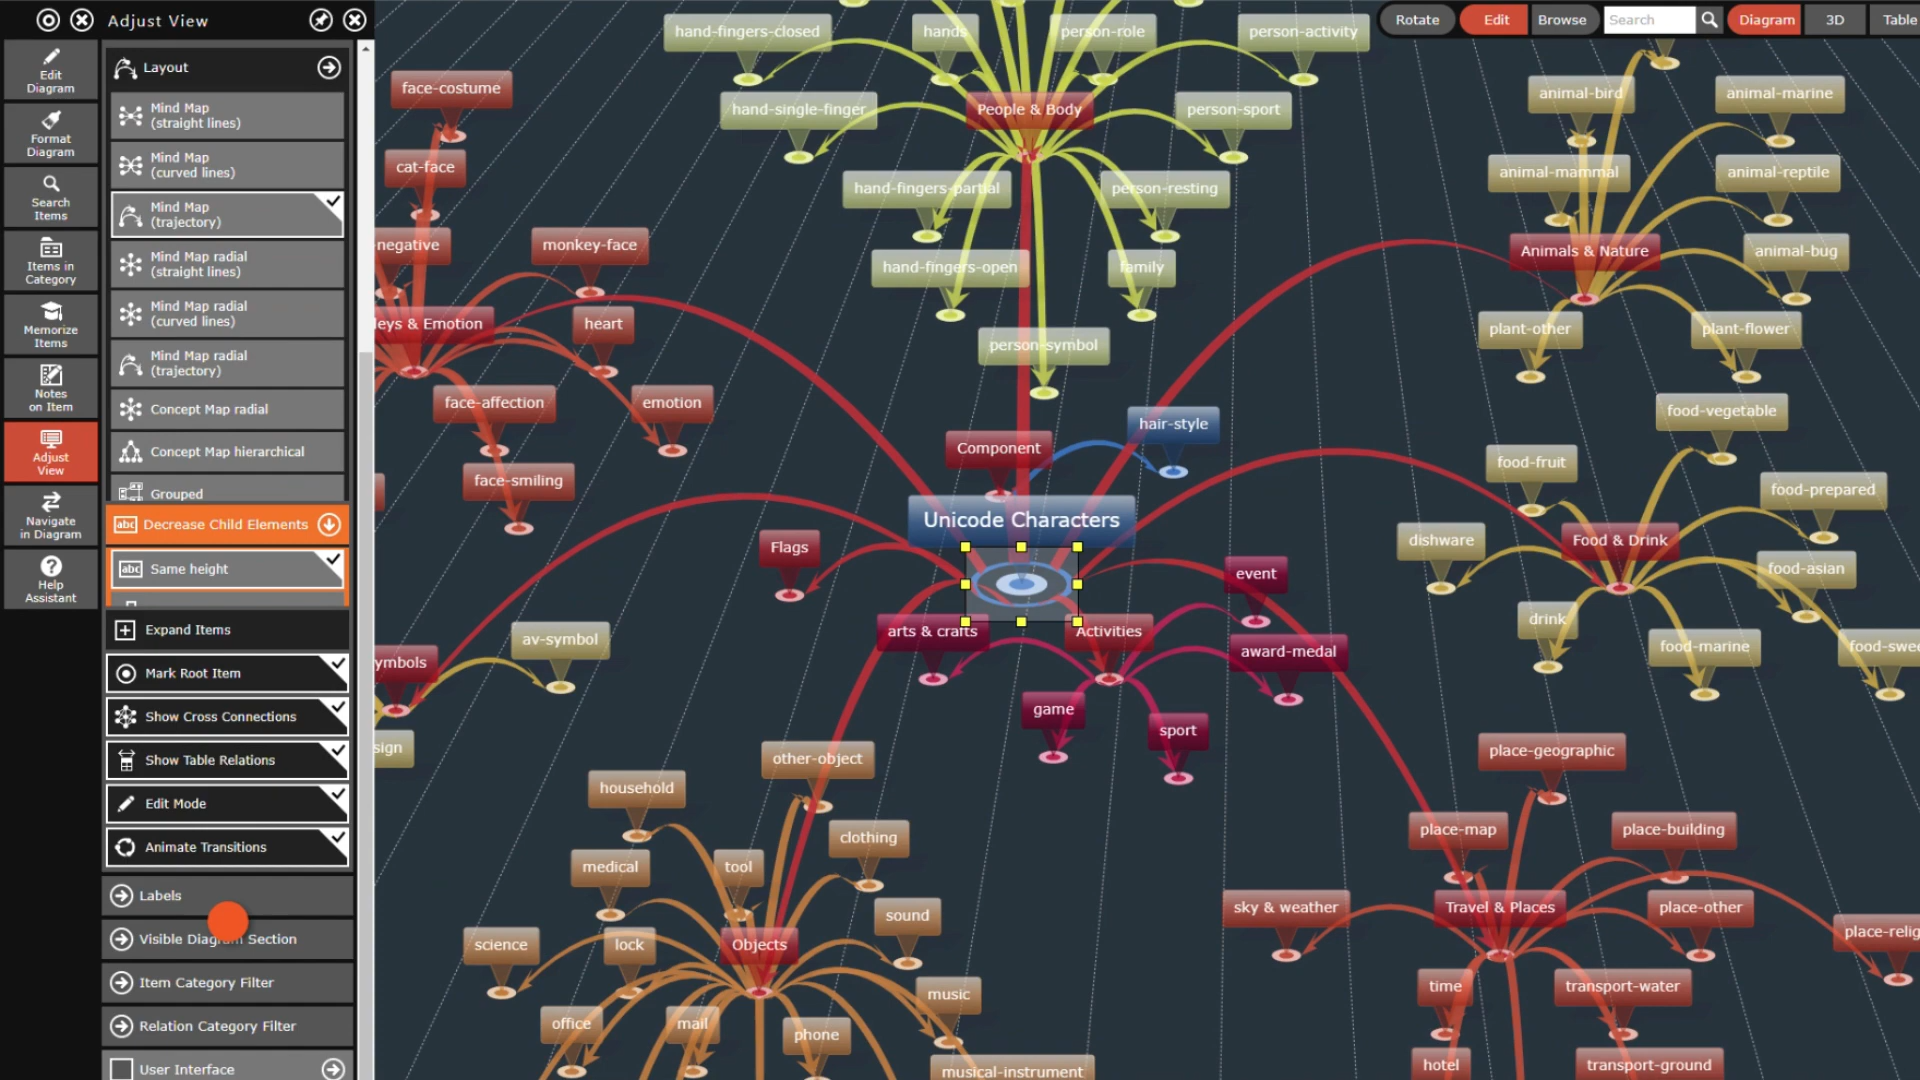 Adjust View
Edit
Diagram
Format
Diagram
Search
Items
Items in
Category
Memorize
Items
Notes
on Item
Adjust
View
Navigate
in Diagram
Help
Assistant
Layout
Mind Map
(straight lines)
Mind Map
(curved lines)
Mind Map
(trajectory)
Mind Map radial
(straight lines)
Mind Map radial
(curved lines)
Mind Map radial
(trajectory)
Concept Map radial
Concept Map hierarchical
Grouped
abc Decrease Child Elements
abc Same height
Expand Items
Mark Root Item
Show Cross Connections
Show Table Relations
Edit Mode
Animate Transitions
Labels
Visible Diagram Section
Item Category Filter
Relation Category Filter
User Interface
Rotate
Edit
Browse
Search
Diagram
3D
Table
hand-fingers-closed
hands
person-role
person-activity
face-costume
hand-single-finger
People & Body
person-sport
animal-bird
animal-marine
cat-face
hand-fingers-partial
person-resting
animal-mammal
animal-reptile
-negative
monkey-face
hand-fingers-open
family
Animals & Nature
animal-bug
leys & Emotion
heart
person-symbol
plant-other
plant-flower
face-affection
emotion
Component
hair-style
food-vegetable
face-smiling
food-fruit
food-prepared
Unicode Characters
Flags
event
dishware
Food & Drink
food-asian
av-symbol
arts & crafts
Activities
award-medal
drink
food-marine
food-swee
ymbols
game
sport
sign
other-object
place-geographic
household
clothing
place-map
place-building
medical
tool
sound
sky & weather
Travel & Places
place-other
place-relig
science
lock
Objects
music
time
transport-water
office
mail
phone
musical-instrument
hotel
transport-ground